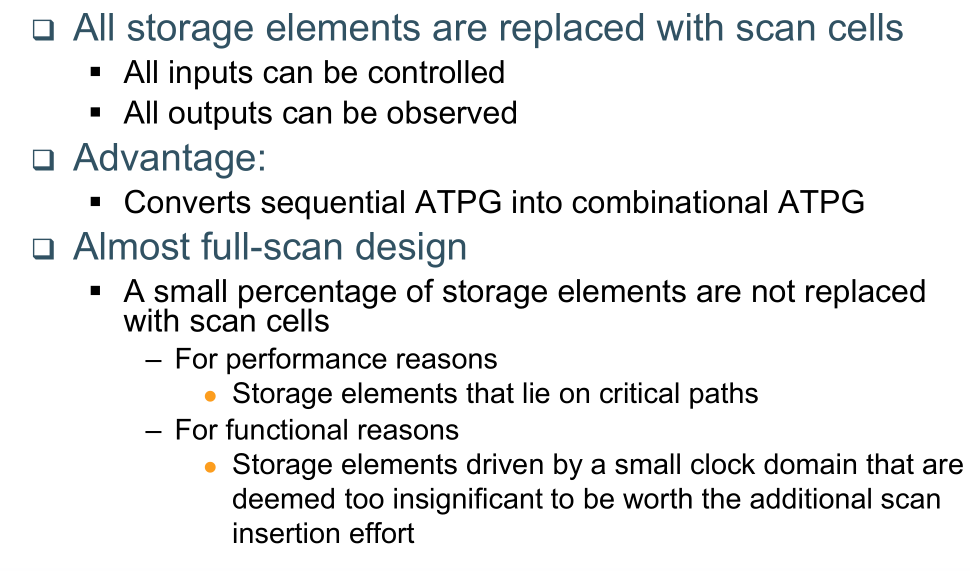 ❑ All storage elements are replaced with scan cells
▪ All inputs can be controlled
▪ All outputs can be observed
❑ Advantage:
▪ Converts sequential ATPG into combinational ATPG
❑ Almost full-scan design
▪ A small percentage of storage elements are not replaced
with scan cells
– For performance reasons
● Storage elements that lie on critical paths
– For functional reasons
● Storage elements driven by a small clock domain that are
deemed too insignificant to be worth the additional scan
insertion effort